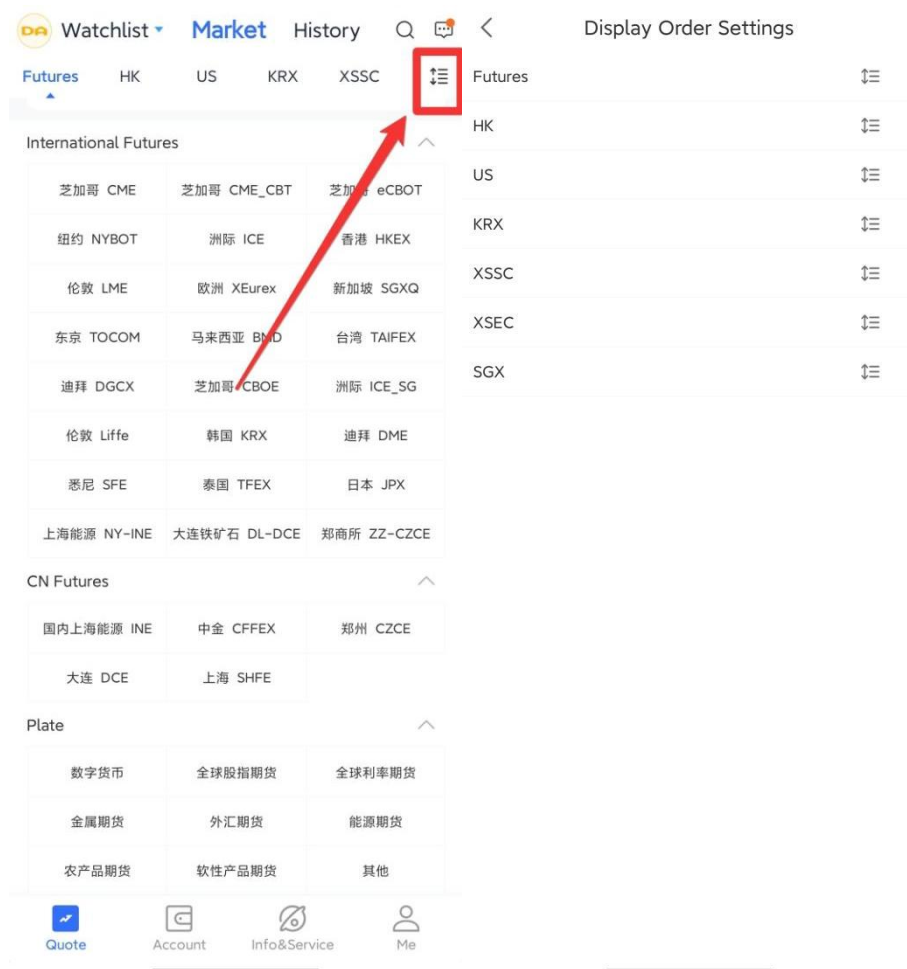 DA Watchlist Market History
Futures HK US KRX XSSC
International Futures
芝加哥 CME 芝加哥 CME_CBT 芝加哥 eCBOT
纽约 NYBOT 洲际 ICE 香港 HKEX
伦敦 LME 欧洲 XEurex 新加坡 SGXQ
东京 TOCOM 马来西亚 BMD 台湾 TAIFEX
迪拜 DGCX 芝加哥 CBOE 洲际 ICE_SG
伦敦 Liffe 韩国 KRX 迪拜 DME
悉尼 SFE 泰国 TFEX 日本 JPX
上海能源 NY-INE 大连铁矿石 DL-DCE 郑商所 ZZ-CZCE
CN Futures
国内上海能源 INE 中金 CFFEX 郑州 CZCE
大连 DCE 上海 SHFE
Plate
数字货币 全球股指期货 全球利率期货
金属期货 外汇期货 能源期货
农产品期货 软性产品期货 其他
Quote Account Info&Service Me
Display Order Settings
Futures
HK
US
KRX
XSSC
XSEC
SGX